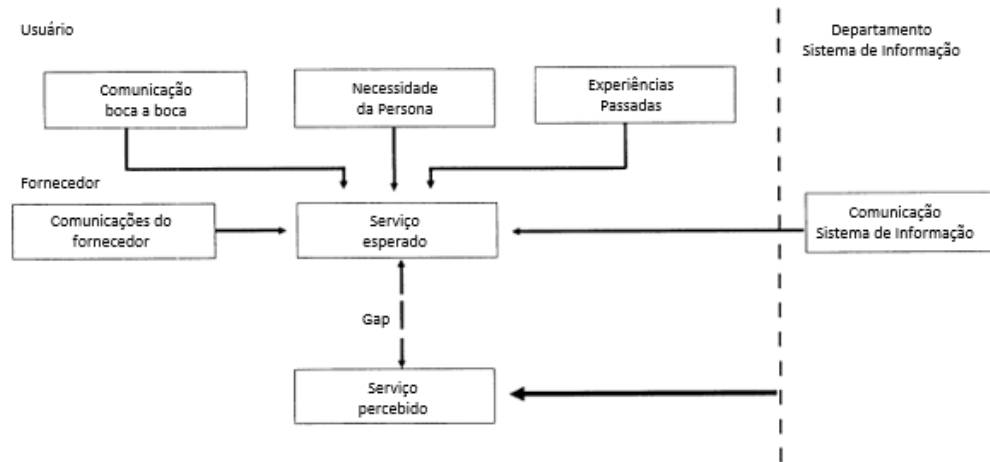 Usuário
Departamento
Sistema de Informação
Comunicação
boca a boca
Necessidade
da Persona
Experiências
Passadas
Fornecedor
Comunicações do
fornecedor
Serviço
esperado
Comunicação
Sistema de Informação
Gap
Serviço
percebido